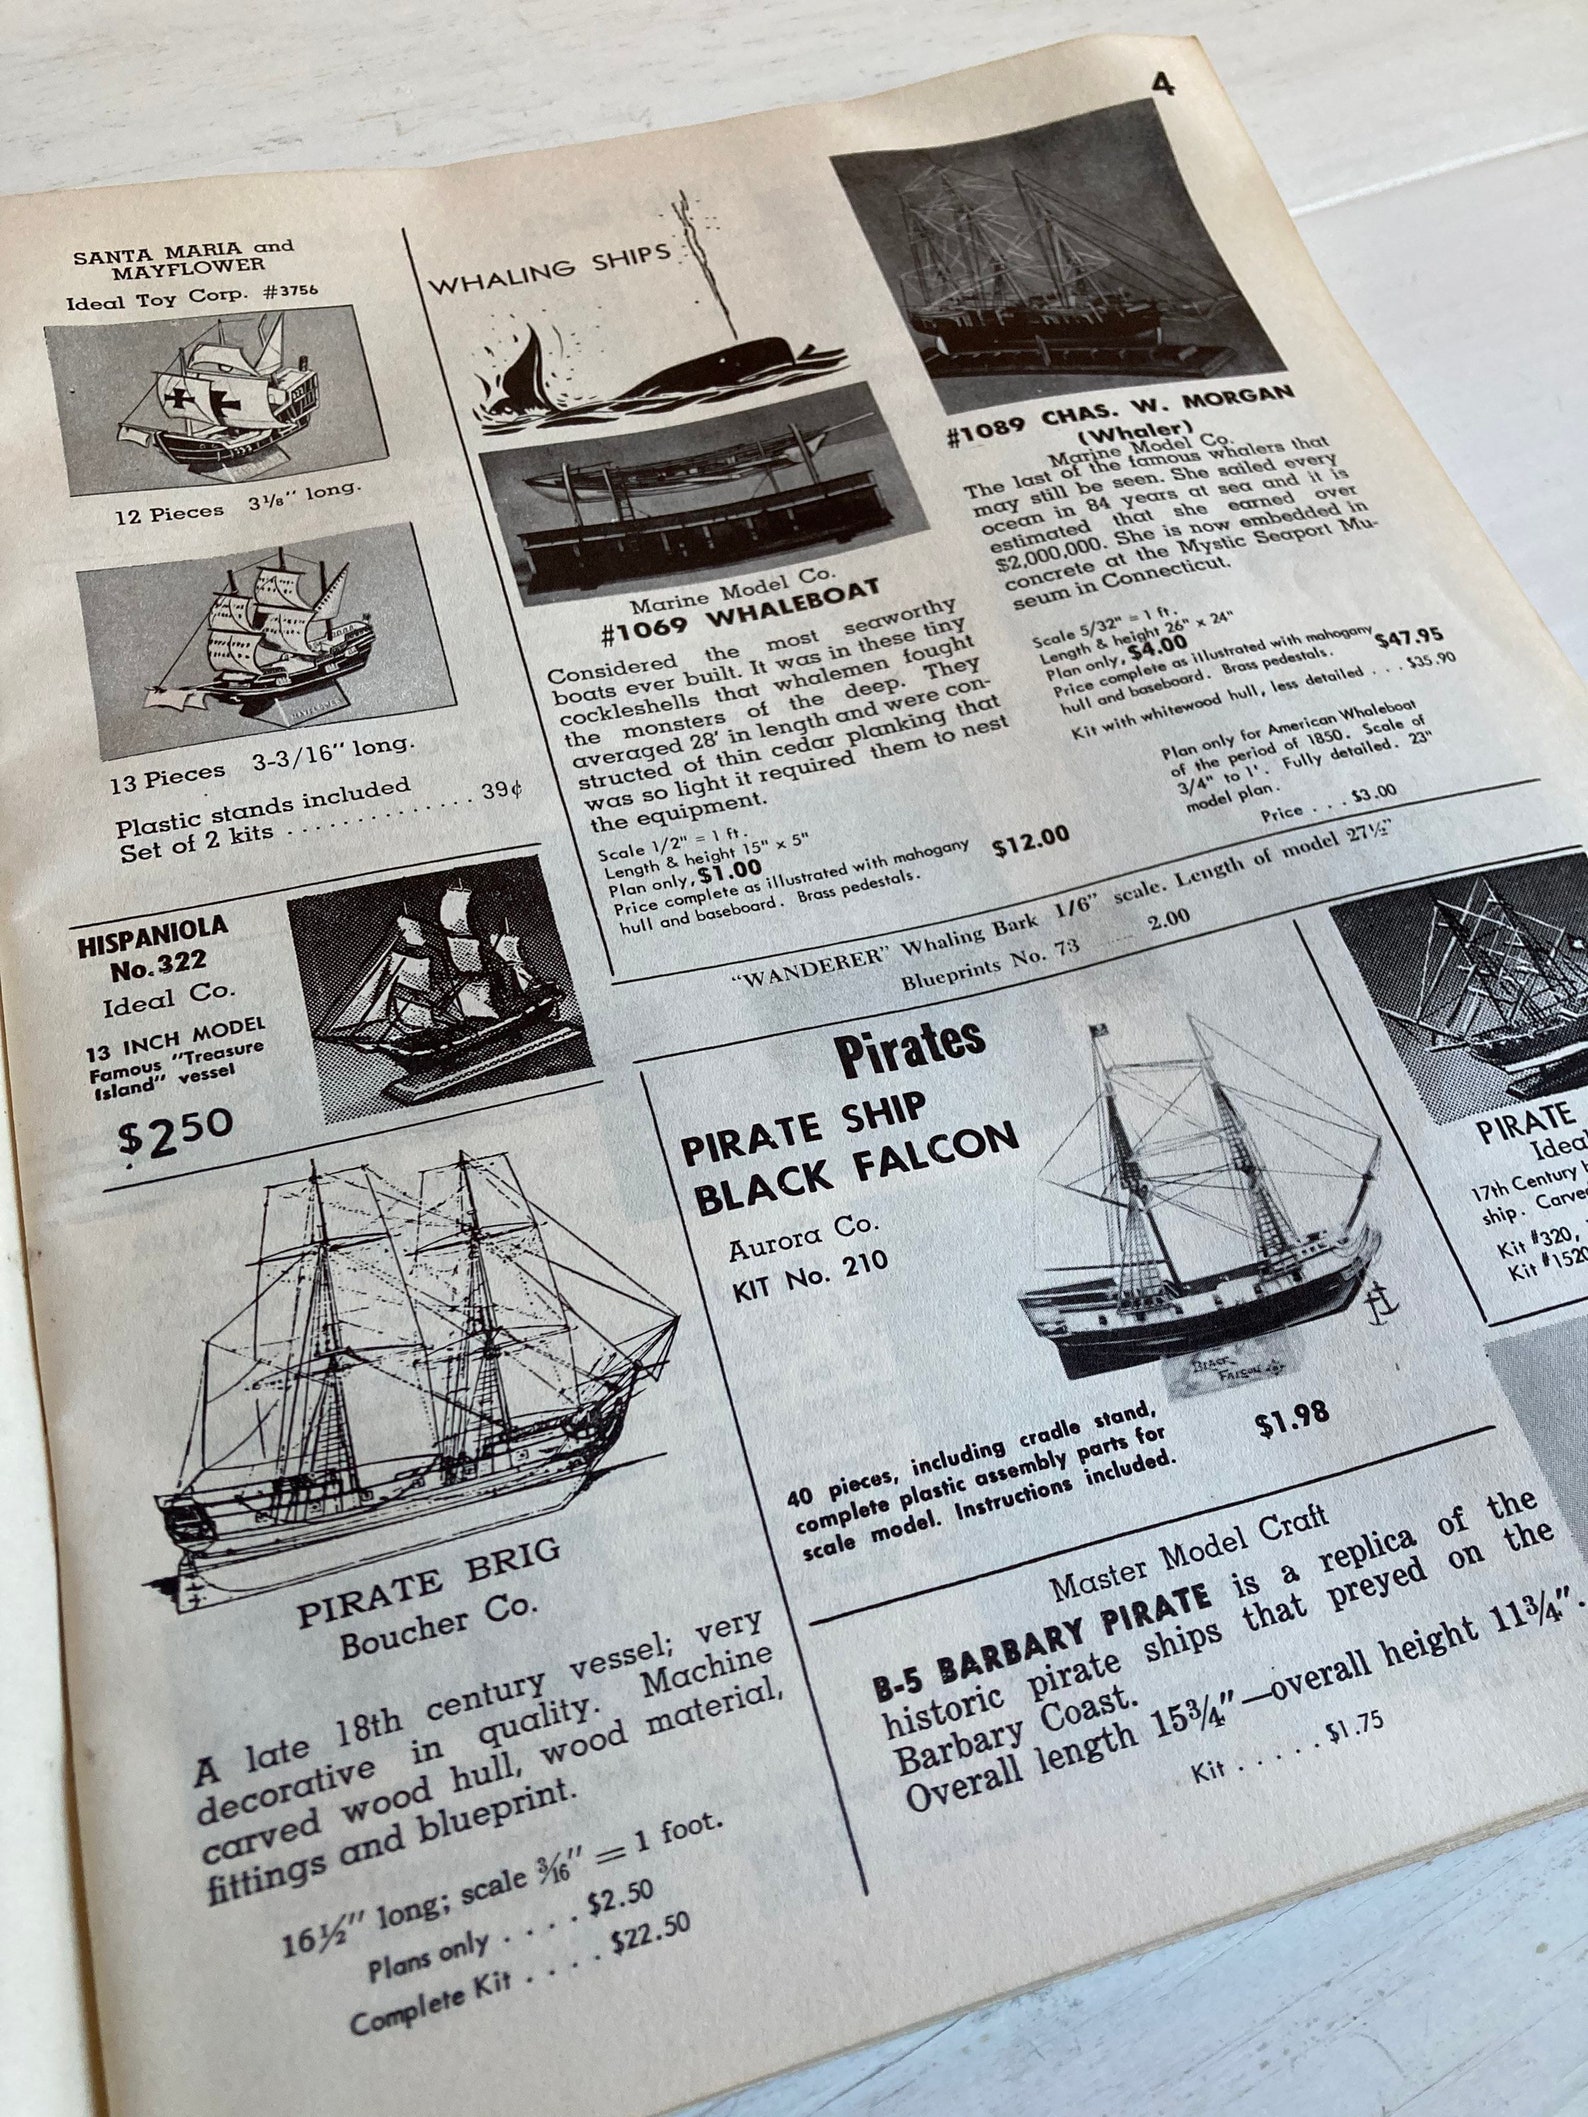 4
SANTA MARIA and
MAYFLOWER
Ideal Toy Corp. #3756
12 Pieces 3⅛" long.
13 Pieces 3-3/16" long.
Plastic stands included
Set of 2 kits . . . . . . . . . . . . . 39¢
WHALING SHIPS
Marine Model Co.
#1069 WHALEBOAT
Considered the most seaworthy
boats ever built. It was in these tiny
cockleshells that whalemen fought
the monsters of the deep. They
averaged 28' in length and were con-
structed of thin cedar planking that
was so light it required them to nest
the equipment.
Scale 1/2" = 1 ft.
Length & height 15" x 5"
Plan only, $1.00
Price complete as illustrated with mahogany
hull and baseboard. Brass pedestals. $12.00
#1089 CHAS. W. MORGAN
(Whaler)
Marine Model Co.
The last of the famous whalers that
may still be seen. She sailed every
ocean in 84 years at sea and it is
estimated that she earned over
$2,000,000. She is now embedded in
concrete at the Mystic Seaport Mu-
seum in Connecticut.
Scale 5/32" = 1 ft.
Length & height 26" x 24"
Plan only, $4.00
Price complete as illustrated with mahogany
hull and baseboard. Brass pedestals. $47.95
Kit with whitewood hull, less detailed . . . $35.90
Plan only for American Whaleboat
of the period of 1850. Scale of
3/4" to 1'. Fully detailed. 23"
model plan.
Price . . . $3.00
"WANDERER" Whaling Bark 1/6" scale. Length of model 27½"
Blueprints No. 73 ..... 2.00
HISPANIOLA
No. 322
Ideal Co.
13 INCH MODEL
Famous "Treasure
Island" vessel
$2.50
Pirates
PIRATE SHIP
BLACK FALCON
Aurora Co.
KIT No. 210
BLACK
FALCON
40 pieces, including cradle stand,
complete plastic assembly parts for
scale model. Instructions included.
$1.98
PIRATE
Ideal
17th Century
ship. Carve
Kit #320,
Kit #1520
PIRATE BRIG
Boucher Co.
A late 18th century vessel; very
decorative in quality. Machine
carved wood hull, wood material,
fittings and blueprint.
16½" long; scale 3/16" = 1 foot.
Plans only . . . . $2.50
Complete Kit . . . . $22.50
Master Model Craft
B-5 BARBARY PIRATE is a replica of the
historic pirate ships that preyed on the
Barbary Coast.
Overall length 15¾"—overall height 11¾".
Kit . . . . . $1.75